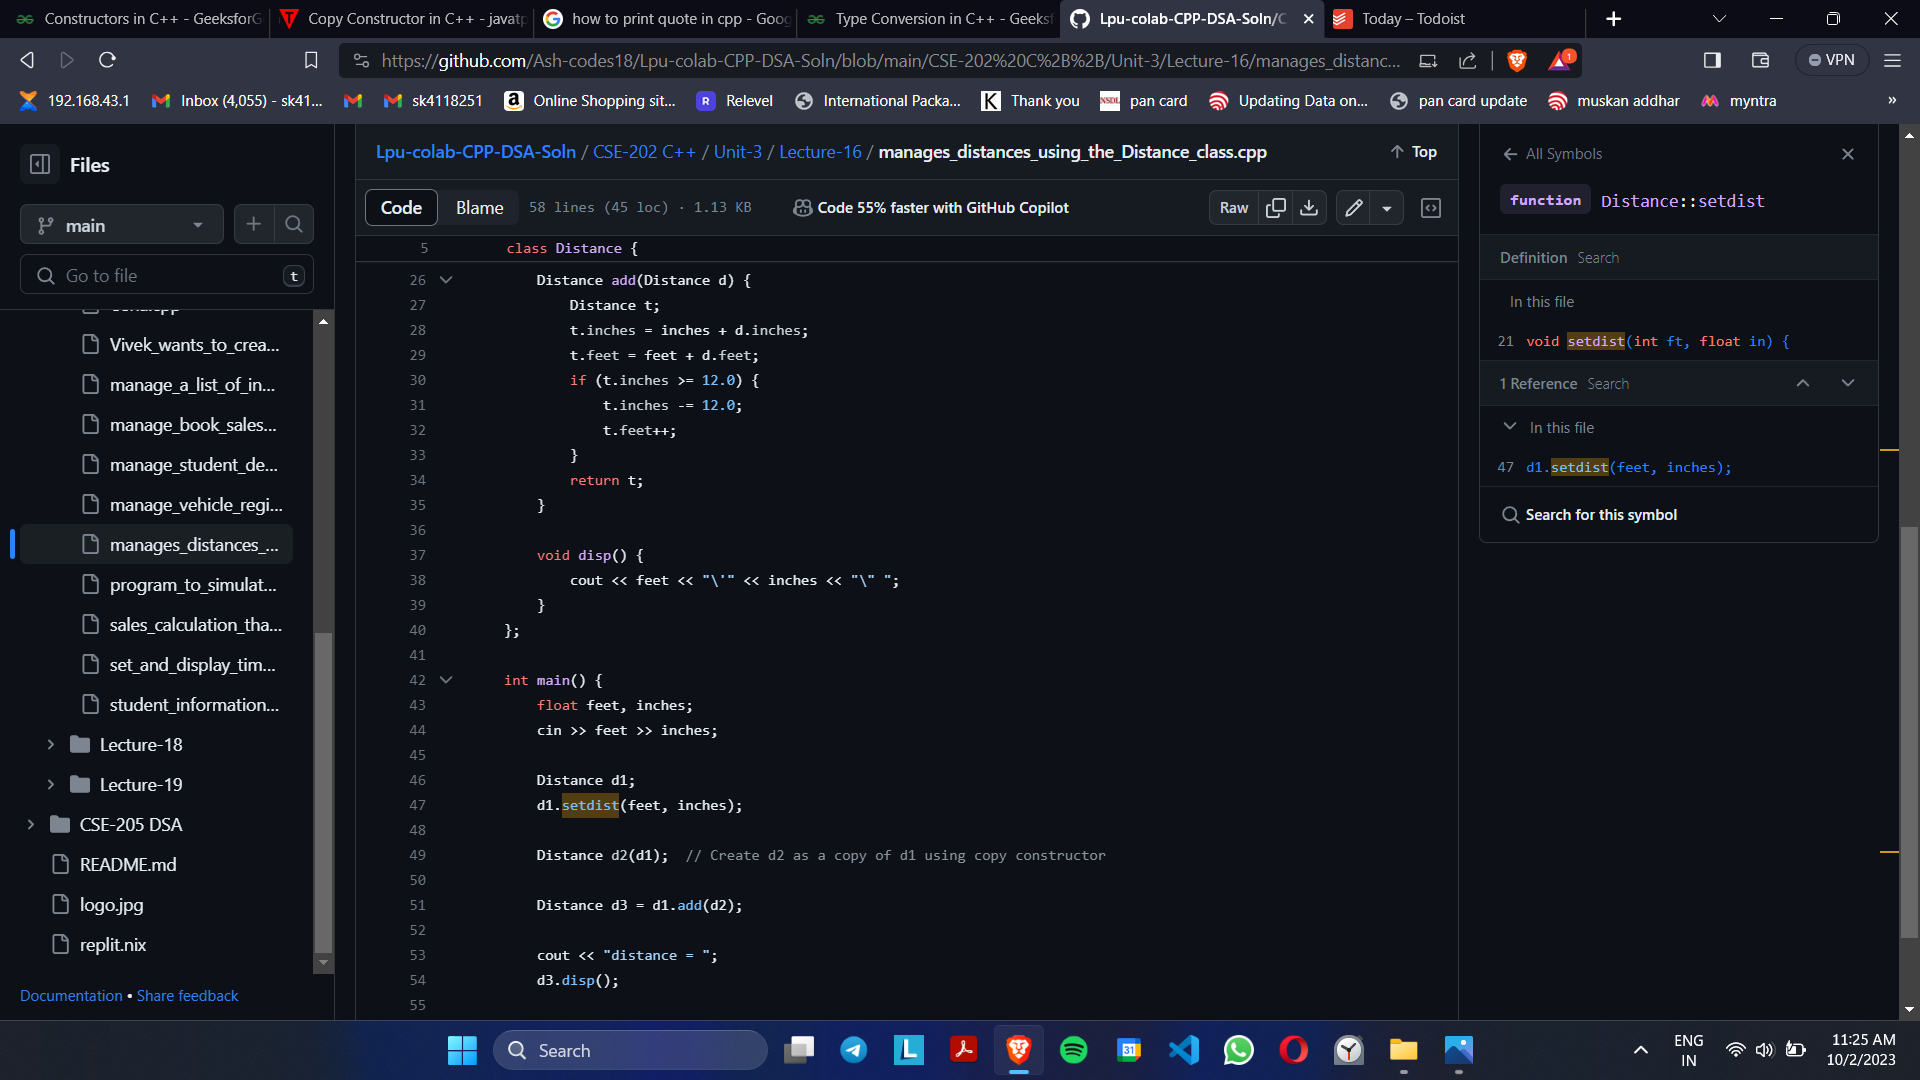 Constructors in C++ - GeeksforG
Copy Constructor in C++ - javatp
how to print quote in cpp - Goog
Type Conversion in C++ - Geeksf
Lpu-colab-CPP-DSA-Soln/C
Today – Todoist
https://github.com/Ash-codes18/Lpu-colab-CPP-DSA-Soln/blob/main/CSE-202%20C%2B%2B/Unit-3/Lecture-16/manages_distanc...
1
VPN
192.168.43.1
Inbox (4,055) - sk41...
sk4118251
Online Shopping sit...
Relevel
International Packa...
Thank you
pan card
Updating Data on...
pan card update
muskan addhar
myntra
»
Files
main
Go to file
t
Vivek_wants_to_crea...
manage_a_list_of_in...
manage_book_sales...
manage_student_de...
manage_vehicle_regi...
manages_distances_...
program_to_simulat...
sales_calculation_tha...
set_and_display_tim...
student_information...
Lecture-18
Lecture-19
CSE-205 DSA
README.md
logo.jpg
replit.nix
Documentation • Share feedback
Lpu-colab-CPP-DSA-Soln / CSE-202 C++ / Unit-3 / Lecture-16 / manages_distances_using_the_Distance_class.cpp
Top
Code
Blame
58 lines (45 loc) · 1.13 KB
Code 55% faster with GitHub Copilot
Raw
5 class Distance {
26 Distance add(Distance d) {
27 Distance t;
28 t.inches = inches + d.inches;
29 t.feet = feet + d.feet;
30 if (t.inches >= 12.0) {
31 t.inches -= 12.0;
32 t.feet++;
33 }
34 return t;
35 }
36
37 void disp() {
38 cout << feet << "\'" << inches << "\" ";
39 }
40 };
41
42 int main() {
43 float feet, inches;
44 cin >> feet >> inches;
45
46 Distance d1;
47 d1.setdist(feet, inches);
48
49 Distance d2(d1); // Create d2 as a copy of d1 using copy constructor
50
51 Distance d3 = d1.add(d2);
52
53 cout << "distance = ";
54 d3.disp();
55
All Symbols
function Distance::setdist
Definition Search
In this file
21 void setdist(int ft, float in) {
1 Reference Search
In this file
47 d1.setdist(feet, inches);
Search for this symbol
Search
31
ENG
IN
11:25 AM
10/2/2023